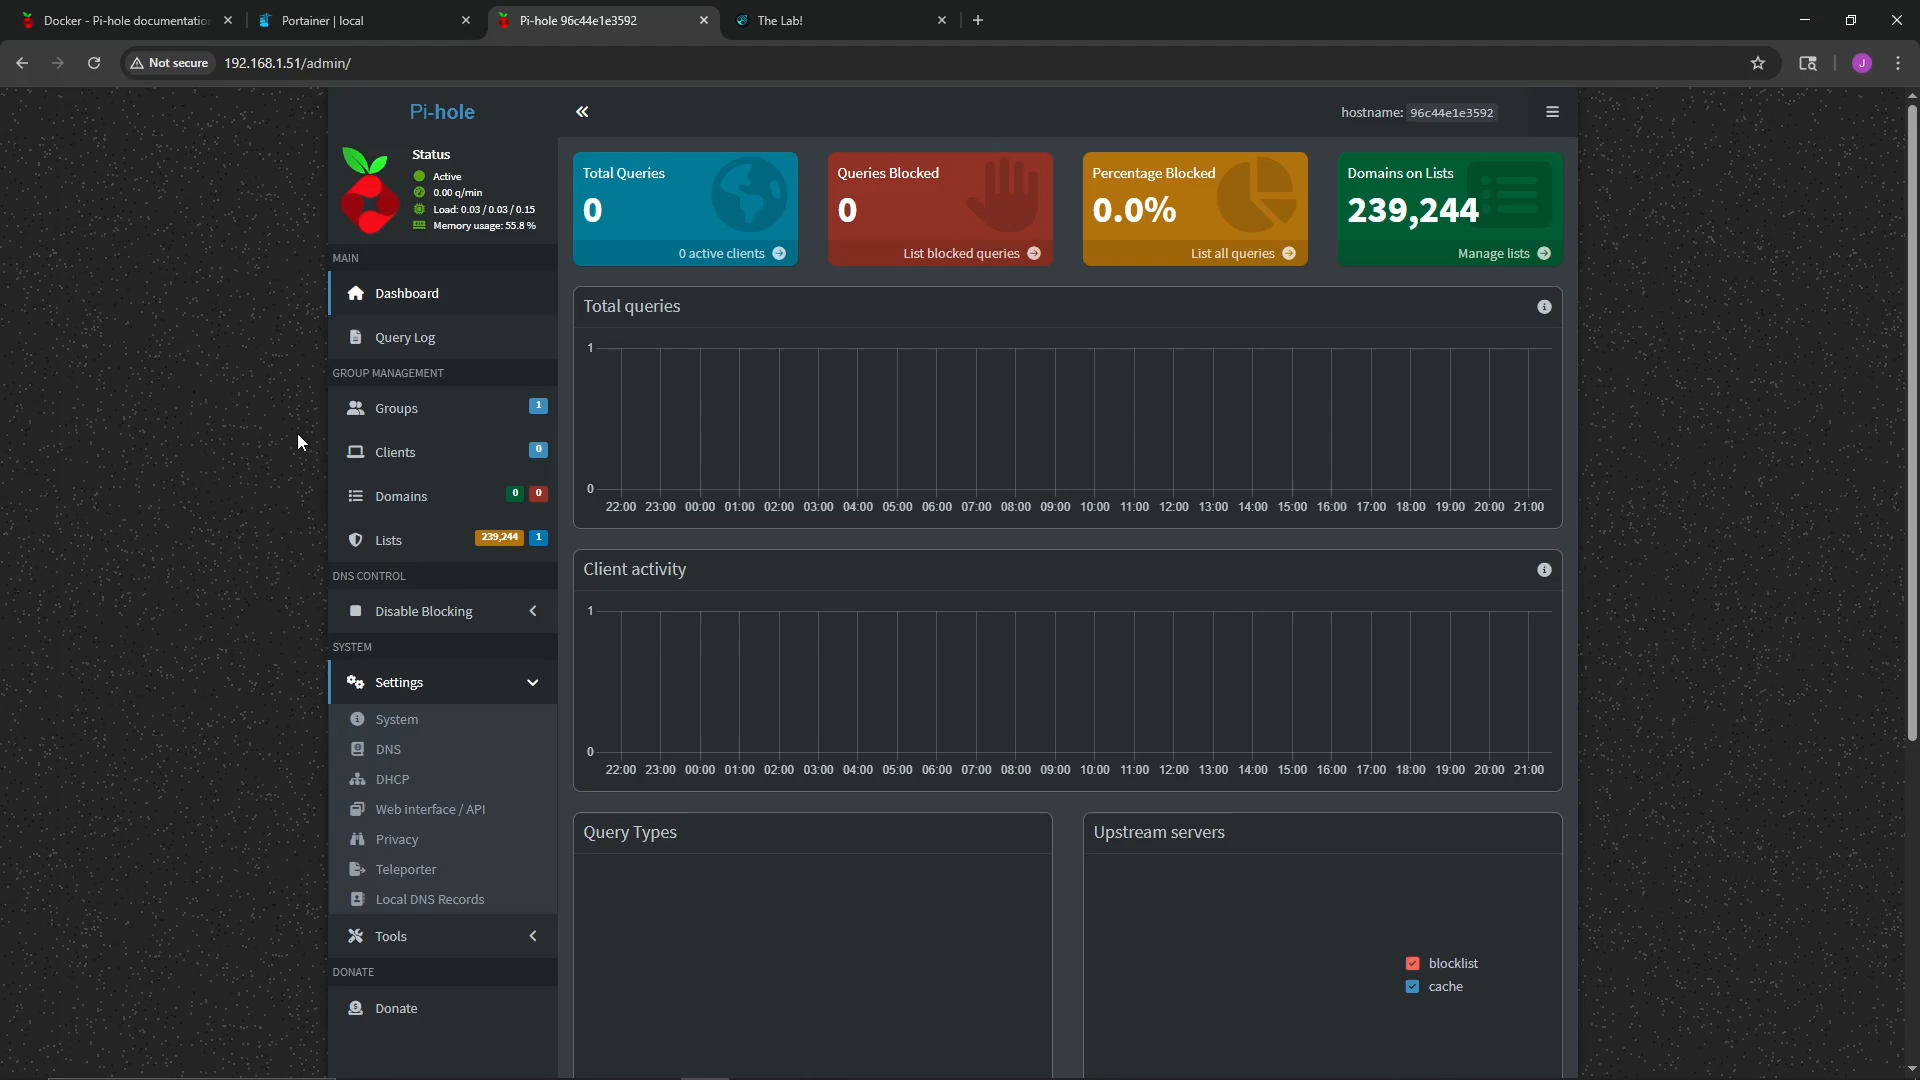 Docker - Pi-hole documentation
Portainer | local
Pi-hole 96c44e1e3592
The Lab!
Not secure
192.168.1.51/admin/
J
Pi-hole
hostname: 96c44e1e3592
Status
Active
0.00 q/min
Load: 0.03 / 0.03 / 0.15
Memory usage: 55.8 %
Total Queries
0
0 active clients
Queries Blocked
0
List blocked queries
Percentage Blocked
0.0%
List all queries
Domains on Lists
239,244
Manage lists
MAIN
Dashboard
Query Log
GROUP MANAGEMENT
Groups 1
Clients 0
Domains 0 0
Lists 239,244 1
DNS CONTROL
Disable Blocking
SYSTEM
Settings
System
DNS
DHCP
Web interface / API
Privacy
Teleporter
Local DNS Records
Tools
DONATE
Donate
Total queries
1
0
22:00 23:00 00:00 01:00 02:00 03:00 04:00 05:00 06:00 07:00 08:00 09:00 10:00 11:00 12:00 13:00 14:00 15:00 16:00 17:00 18:00 19:00 20:00 21:00
Client activity
1
0
22:00 23:00 00:00 01:00 02:00 03:00 04:00 05:00 06:00 07:00 08:00 09:00 10:00 11:00 12:00 13:00 14:00 15:00 16:00 17:00 18:00 19:00 20:00 21:00
Query Types
Upstream servers
blocklist
cache